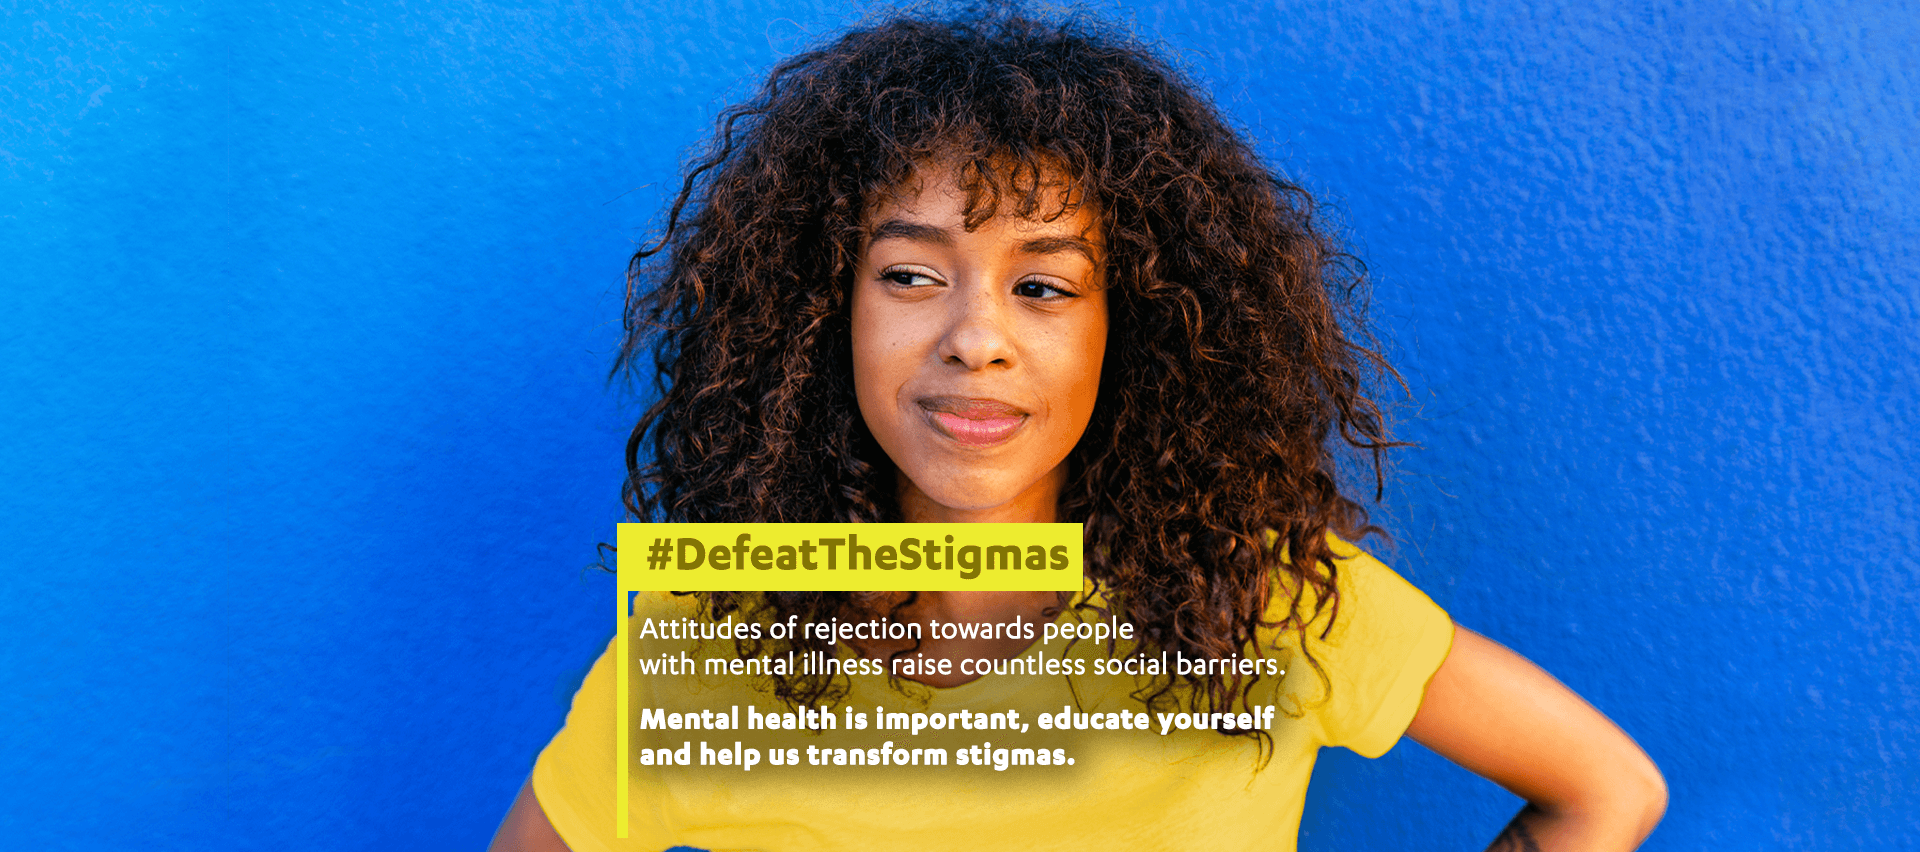 #DefeatTheStigmas
Attitudes of rejection towards people
with mental illness raise countless social barriers.
Mental health is important, educate yourself
and help us transform stigmas.